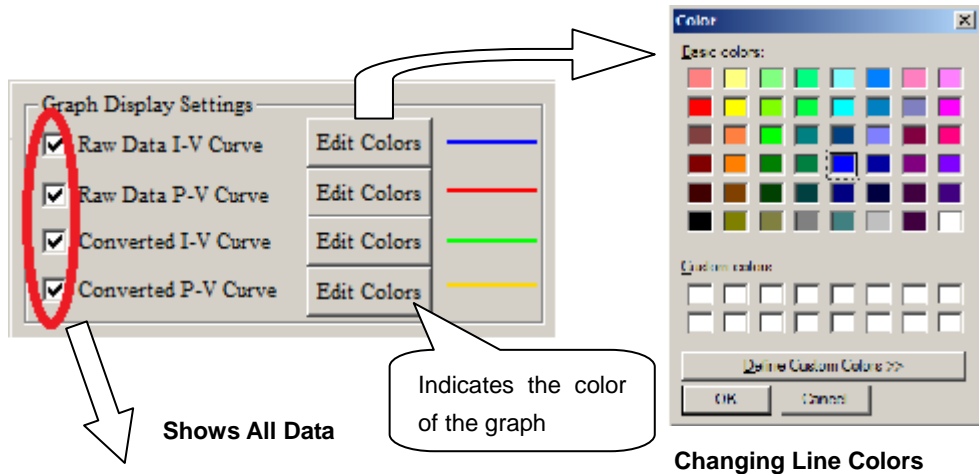 Graph Display Settings
Raw Data I-V Curve Edit Colors
Raw Data P-V Curve Edit Colors
Converted I-V Curve Edit Colors
Converted P-V Curve Edit Colors
Indicates the color
of the graph
Shows All Data
Color
Basic colors:
Custom colors:
Define Custom Colors >>
OK Cancel
Changing Line Colors